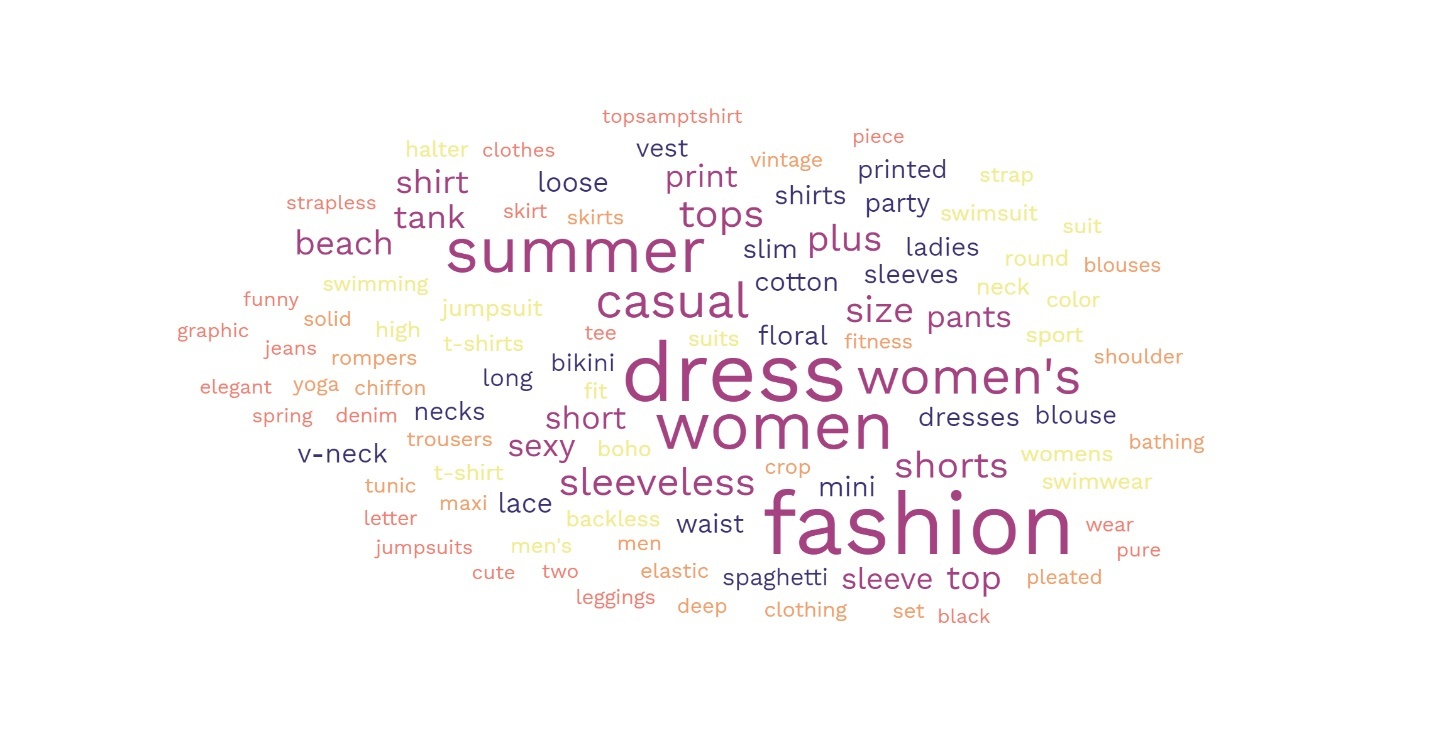 topsamptshirt
piece
halter clothes vest vintage printed strap
shirt loose print shirts party
strapless tank skirt skirts tops swimsuit suit
beach summer slim plus ladies round blouses
swimming cotton sleeves neck color
funny jumpsuit casual size pants
graphic solid high tee floral sport
jeans rompers t-shirts suits fitness shoulder
elegant yoga chiffon long bikini fit dress women's
spring denim necks short women dresses blouse
v-neck trousers sexy boho shorts womens bathing
tunic t-shirt sleeveless crop mini swimwear
letter maxi lace backless waist fashion wear
jumpsuits men's men pure
cute two elastic spaghetti sleeve top pleated
leggings deep clothing set black